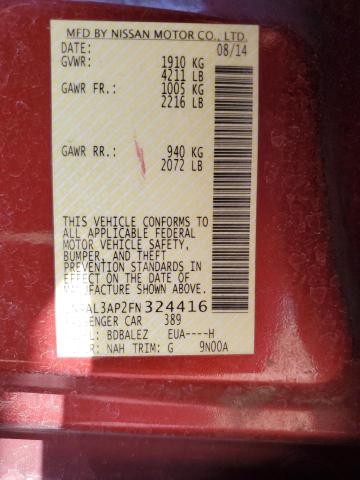 MFD BY NISSAN MOTOR CO., LTD.
DATE: 08/14
GVWR: 1910 KG
4211 LB
GAWR FR.: 1005 KG
2216 LB
GAWR RR.: 940 KG
2072 LB
THIS VEHICLE CONFORMS TO
ALL APPLICABLE FEDERAL
MOTOR VEHICLE SAFETY,
BUMPER, AND THEFT
PREVENTION STANDARDS IN
EFFECT ON THE DATE OF
MANUFACTURE SHOWN ABOVE.
AL3AP2FN324416
CAR 389
BDBALEZ EUA----H
NAH TRIM: G 9N00A